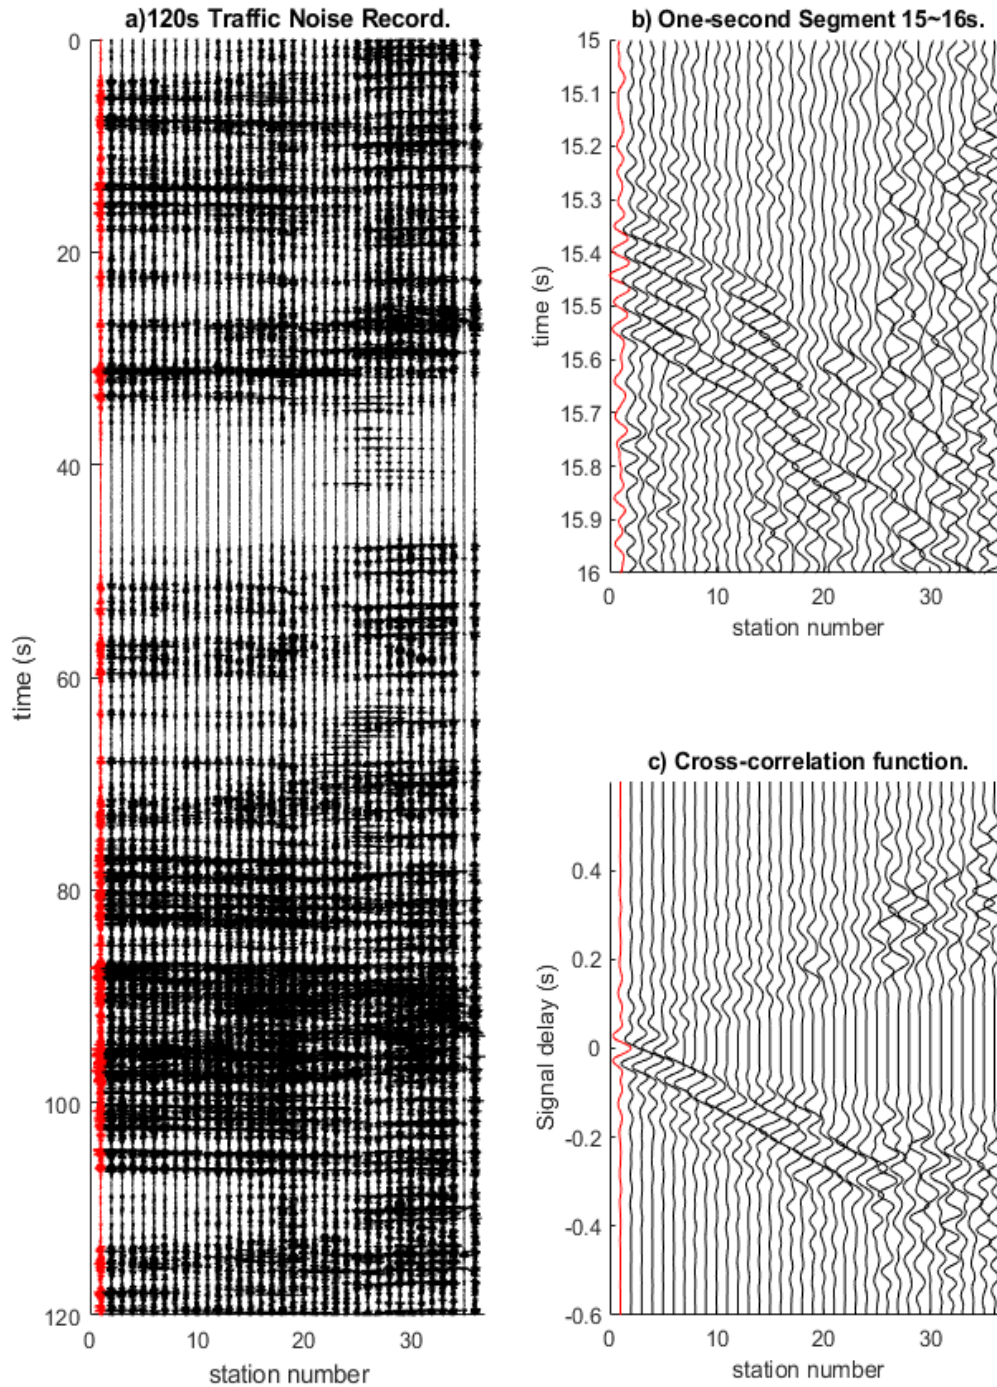 a)120s Traffic Noise Record.
0
20
40
60
80
100
120
time (s)
0 10 20 30
station number
b) One-second Segment 15~16s.
15
15.1
15.2
15.3
15.4
15.5
15.6
15.7
15.8
15.9
16
time (s)
0 10 20 30
station number
c) Cross-correlation function.
0.4
0.2
0
-0.2
-0.4
-0.6
Signal delay (s)
0 10 20 30
station number